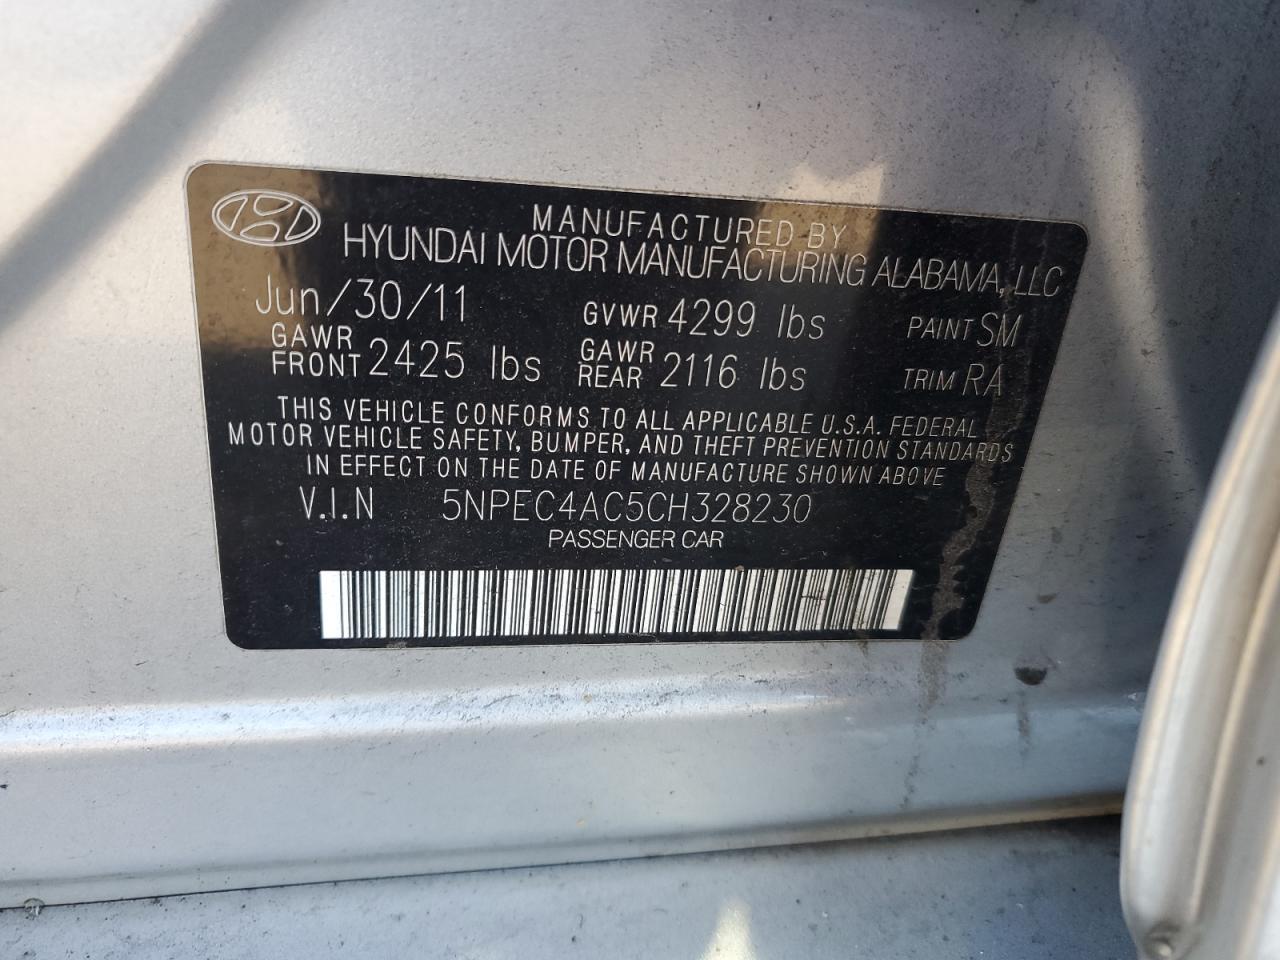 MANUFACTURED BY
HYUNDAI MOTOR MANUFACTURING ALABAMA, LLC
Jun/30/11 GVWR 4299 lbs PAINT SM
GAWR FRONT 2425 lbs GAWR REAR 2116 lbs TRIM RA
THIS VEHICLE CONFORMS TO ALL APPLICABLE U.S.A. FEDERAL
MOTOR VEHICLE SAFETY, BUMPER, AND THEFT PREVENTION STANDARDS
IN EFFECT ON THE DATE OF MANUFACTURE SHOWN ABOVE
V.I.N 5NPEC4AC5CH328230
PASSENGER CAR